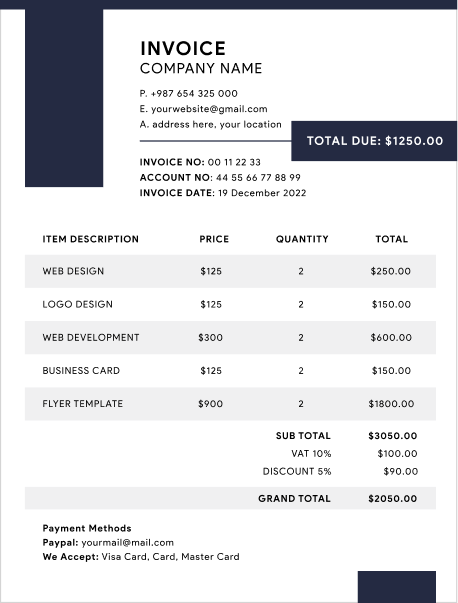 INVOICE
COMPANY NAME
P. +987 654 325 000
E. yourwebsite@gmail.com
A. address here, your location
TOTAL DUE: $1250.00
INVOICE NO: 00 11 22 33
ACCOUNT NO: 44 55 66 77 88 99
INVOICE DATE: 19 December 2022
ITEM DESCRIPTION PRICE QUANTITY TOTAL
WEB DESIGN $125 2 $250.00
LOGO DESIGN $125 2 $150.00
WEB DEVELOPMENT $300 2 $600.00
BUSINESS CARD $125 2 $150.00
FLYER TEMPLATE $900 2 $1800.00
SUB TOTAL $3050.00
VAT 10% $100.00
DISCOUNT 5% $90.00
GRAND TOTAL $2050.00
Payment Methods
Paypal: yourmail@mail.com
We Accept: Visa Card, Card, Master Card